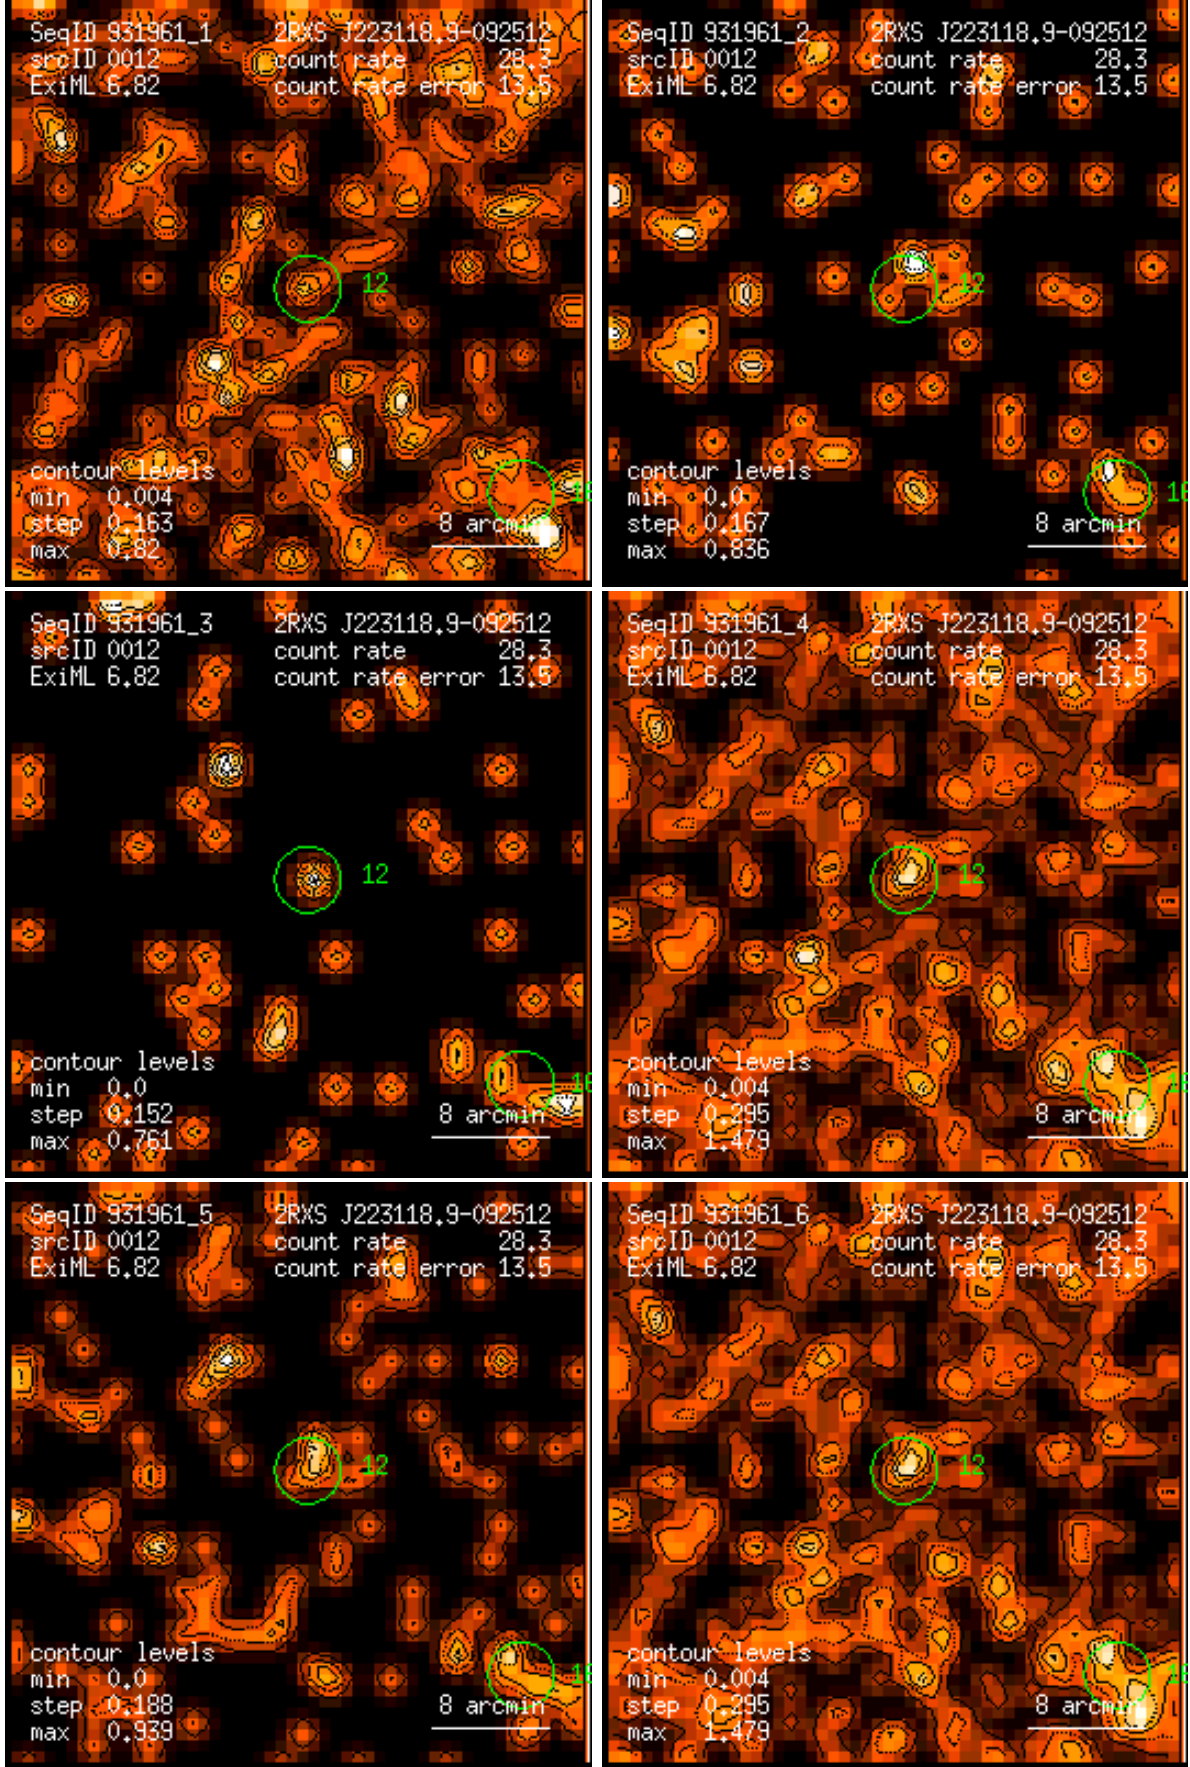 SeqID 931961_1 2RXS J223118.9-092512
srcID 0012 count rate 28.3
ExiML 6.82 count rate error 13.5
12
contour levels
min 0.004
step 0.163
max 0.82
8 arcmin
SeqID 931961_2 2RXS J223118.9-092512
srcID 0012 count rate 28.3
ExiML 6.82 count rate error 13.5
12
contour levels
min 0.0
step 0.167
max 0.836
8 arcmin
SeqID 931961_3 2RXS J223118.9-092512
srcID 0012 count rate 28.3
ExiML 6.82 count rate error 13.5
12
contour levels
min 0.0
step 0.152
max 0.761
8 arcmin
SeqID 931961_4 2RXS J223118.9-092512
srcID 0012 count rate 28.3
ExiML 6.82 count rate error 13.5
12
contour levels
min 0.004
step 0.295
max 1.479
8 arcmin
SeqID 931961_5 2RXS J223118.9-092512
srcID 0012 count rate 28.3
ExiML 6.82 count rate error 13.5
12
contour levels
min 0.0
step 0.188
max 0.939
8 arcmin
SeqID 931961_6 2RXS J223118.9-092512
srcID 0012 count rate 28.3
ExiML 6.82 count rate error 13.5
12
contour levels
min 0.004
step 0.295
max 1.479
8 arcmin